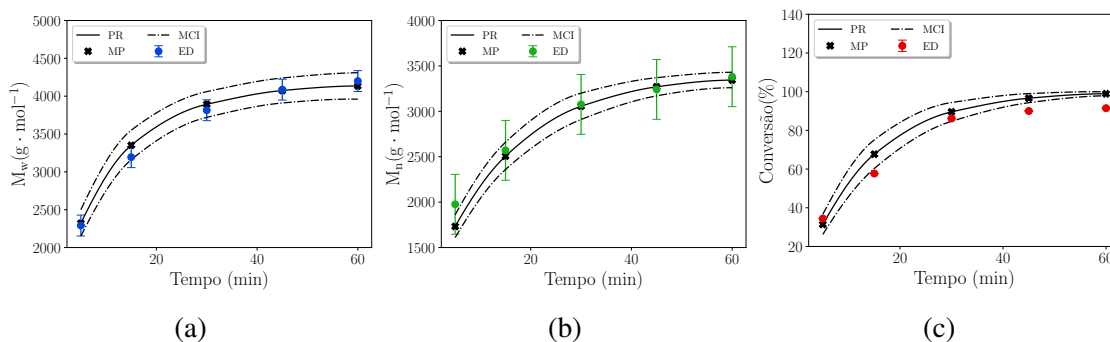 PR MCI
MP ED
5000
4500
4000
3500
3000
2500
2000
M_w(g · mol⁻¹)
20 40 60
Tempo (min)
(a)
PR MCI
MP ED
4000
3500
3000
2500
2000
1500
M_n(g · mol⁻¹)
20 40 60
Tempo (min)
(b)
PR MCI
MP ED
140
120
100
80
60
40
20
Conversão(%)
20 40 60
Tempo (min)
(c)